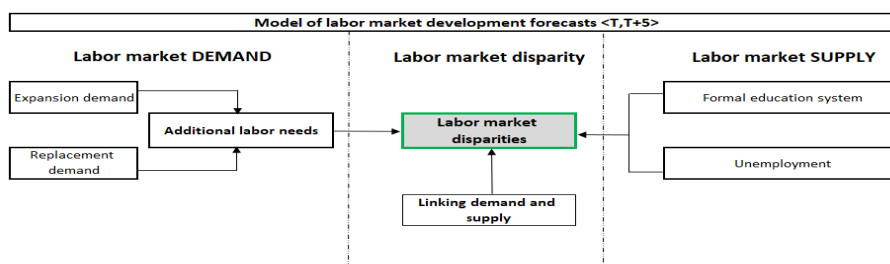 Model of labor market development forecasts <T,T+5>
Labor market DEMAND
Labor market disparity
Labor market SUPPLY
Expansion demand
Additional labor needs
Replacement
demand
Labor market
disparities
Linking demand and
supply
Formal education system
Unemployment